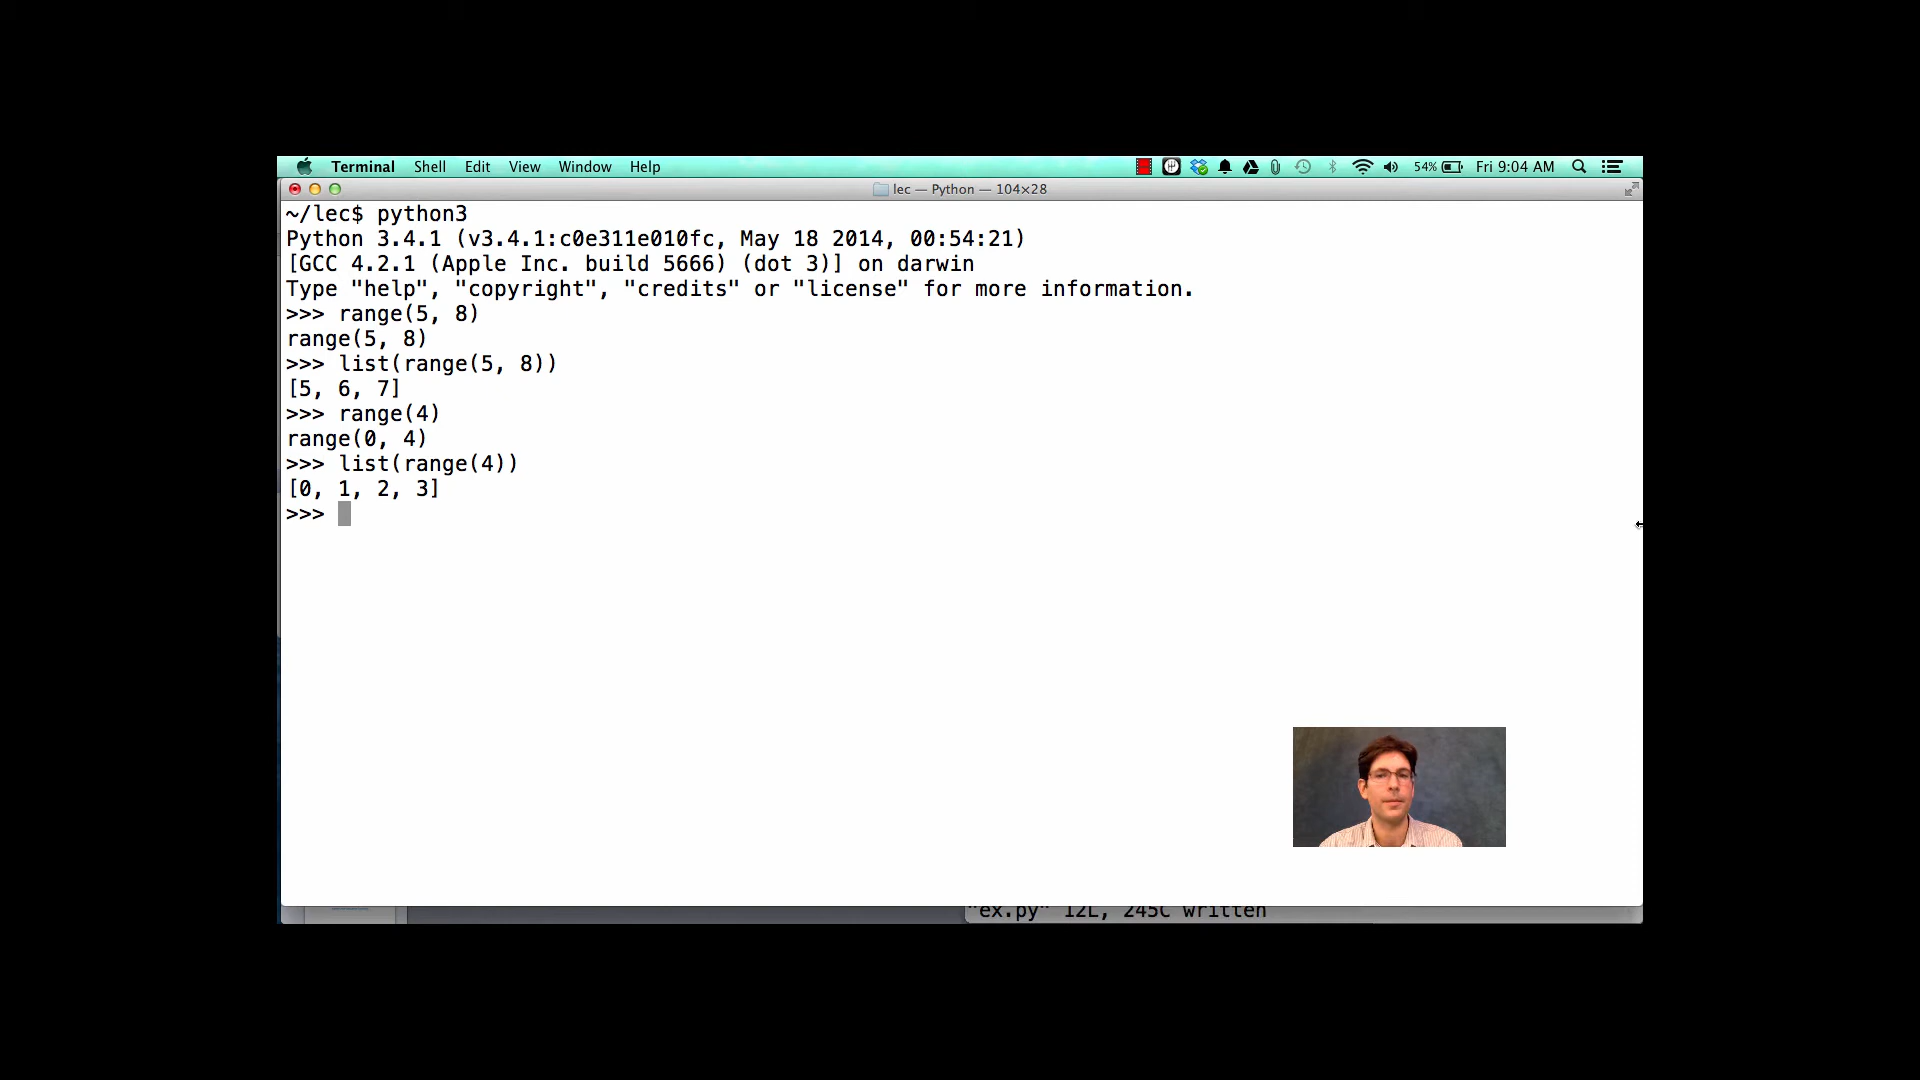 Terminal Shell Edit View Window Help 54% Fri 9:04 AM
lec — Python — 104×28
~/lec$ python3
Python 3.4.1 (v3.4.1:c0e311e010fc, May 18 2014, 00:54:21)
[GCC 4.2.1 (Apple Inc. build 5666) (dot 3)] on darwin
Type "help", "copyright", "credits" or "license" for more information.
>>> range(5, 8)
range(5, 8)
>>> list(range(5, 8))
[5, 6, 7]
>>> range(4)
range(0, 4)
>>> list(range(4))
[0, 1, 2, 3]
>>>
"ex.py" 12L, 245C written